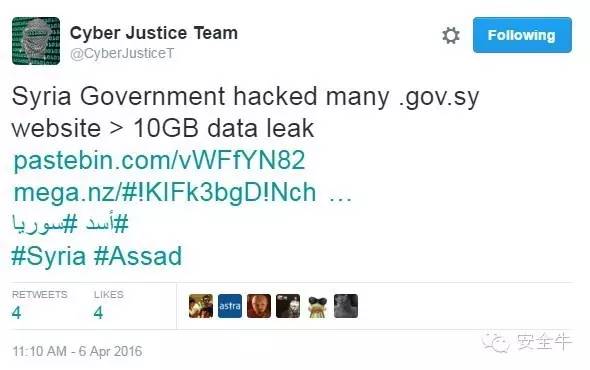 Cyber Justice Team
@CyberJusticeT
Following
Syria Government hacked many .gov.sy
website > 10GB data leak
pastebin.com/vWFfYN82
mega.nz/#!KIFk3bgD!Nch …
#أسد #سوريا
#Syria #Assad
RETWEETS LIKES
4 4
astra
11:10 AM - 6 Apr 2016
安全牛